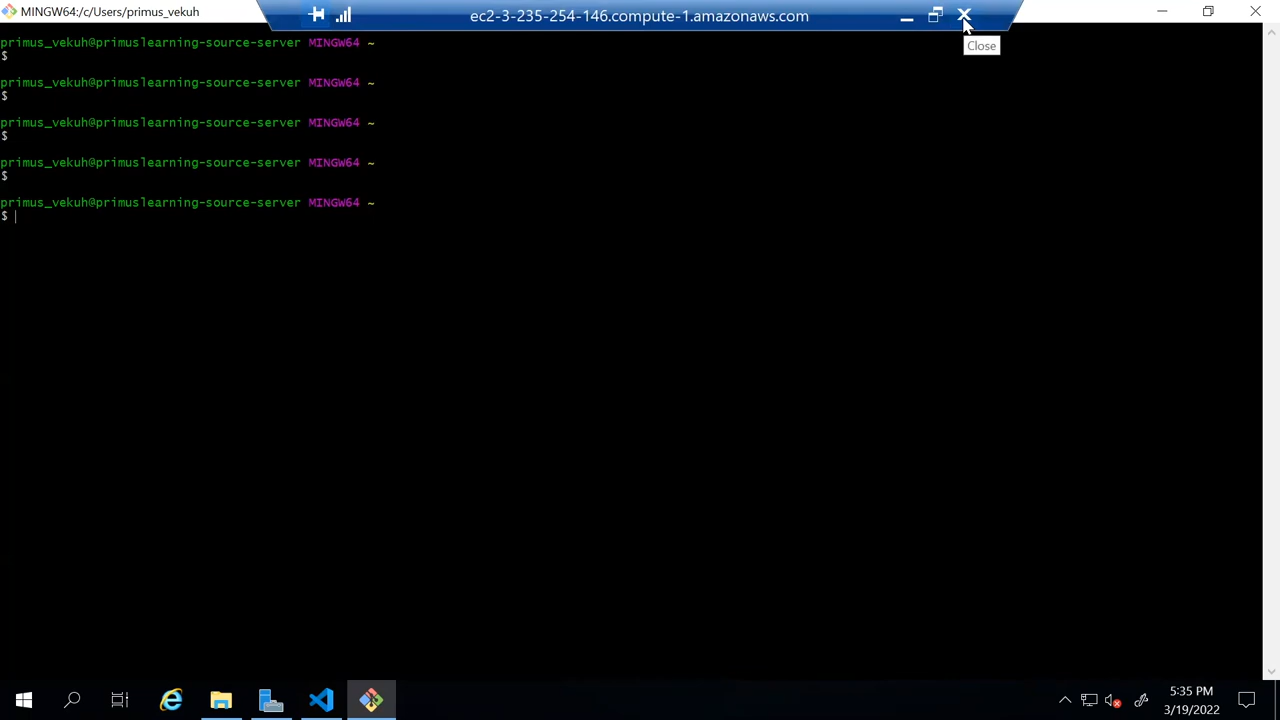 MINGW64:/c/Users/primus_vekuh
ec2-3-235-254-146.compute-1.amazonaws.com
Close
primus_vekuh@primuslearning-source-server MINGW64 ~
$
primus_vekuh@primuslearning-source-server MINGW64 ~
$
primus_vekuh@primuslearning-source-server MINGW64 ~
$
primus_vekuh@primuslearning-source-server MINGW64 ~
$
primus_vekuh@primuslearning-source-server MINGW64 ~
$
5:35 PM
3/19/2022